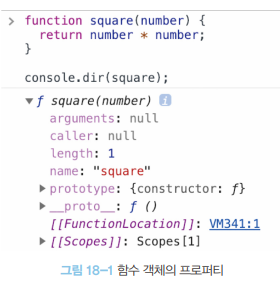 > function square(number) {
return number * number;
}
console.dir(square);
▼ƒ square(number) i
arguments: null
caller: null
length: 1
name: "square"
▶prototype: {constructor: ƒ}
▶__proto__: ƒ ()
[[FunctionLocation]]: VM341:1
▶[[Scopes]]: Scopes[1]
그림 18-1 함수 객체의 프로퍼티